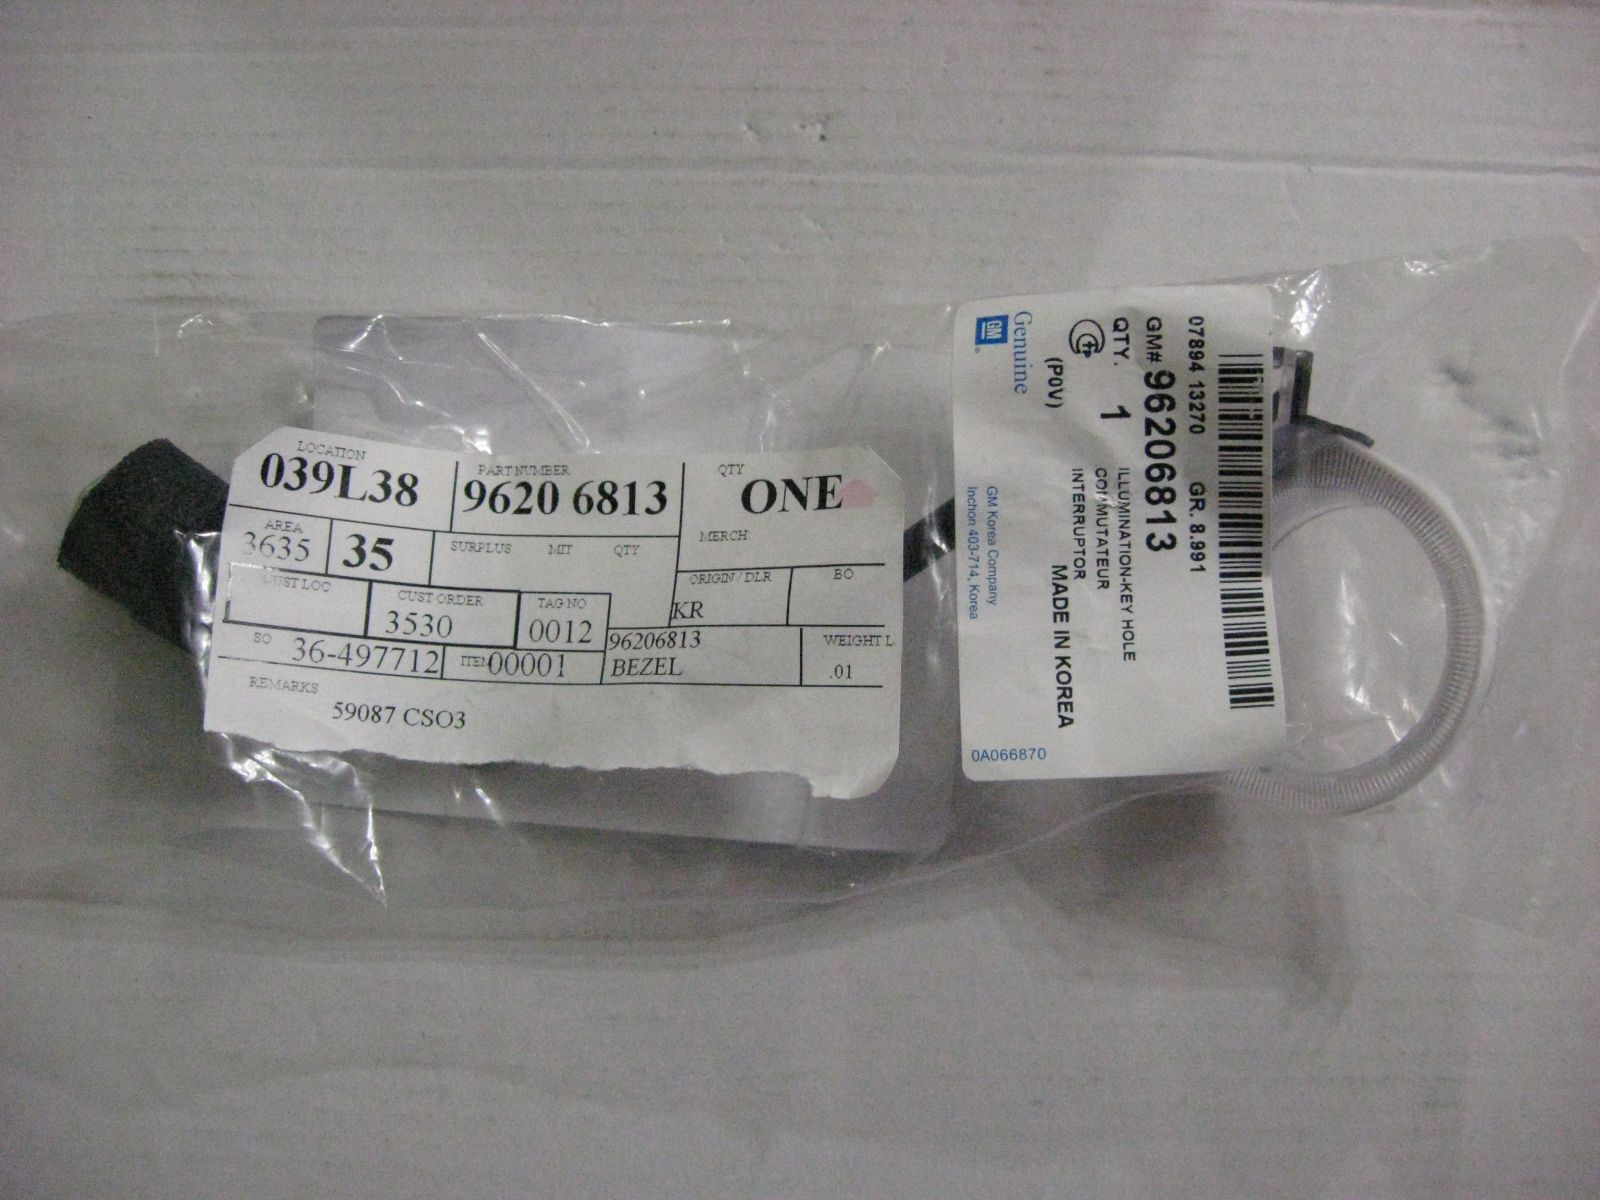 LOCATION
039L38
PART NUMBER
9620 6813
QTY
ONE
AREA
3635
35
SURPLUS MIT QTY
MERCH
CUST LOC
CUST ORDER
3530
TAG NO
0012
ORIGIN / DLR
KR
BO
SO 36-497712
ITEM 00001
96206813
BEZEL
WEIGHT L
.01
REMARKS
59087 CSO3
07894 13270 GR. 8.991
GM# 96206813
QTY. 1
ILLUMINATION-KEY HOLE
COMMUTATEUR
INTERRUPTOR
(P0V)
MADE IN KOREA
GM
Genuine
GM Korea Company
Inchon 403-714, Korea
0A066870